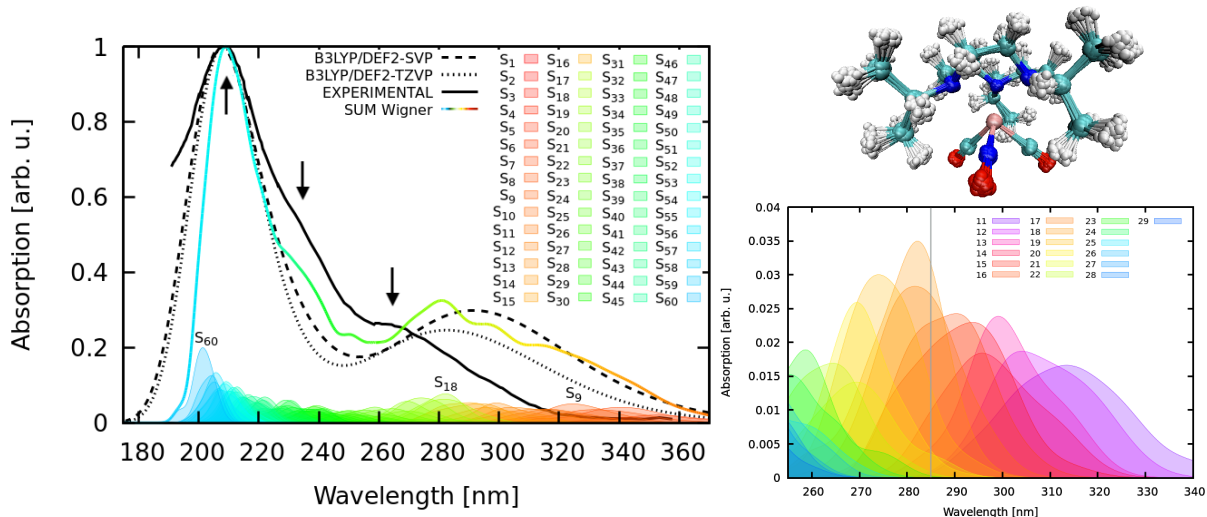 B3LYP/DEF2-SVP
B3LYP/DEF2-TZVP
EXPERIMENTAL
SUM Wigner
S1 S16 S31 S46
S2 S17 S32 S47
S3 S18 S33 S48
S4 S19 S34 S49
S5 S20 S35 S50
S6 S21 S36 S51
S7 S22 S37 S52
S8 S23 S38 S53
S9 S24 S39 S54
S10 S25 S40 S55
S11 S26 S41 S56
S12 S27 S42 S57
S13 S28 S43 S58
S14 S29 S44 S59
S15 S30 S45 S60
1
0.8
0.6
0.4
0.2
0
Absorption [arb. u.]
S60
S18
S9
180 200 220 240 260 280 300 320 340 360
Wavelength [nm]
0.04
0.035
0.03
0.025
0.02
0.015
0.01
0.005
0
Absorption [arb. u.]
11 17 23 29
12 18 24
13 19 25
14 20 26
15 21 27
16 22 28
260 270 280 290 300 310 320 330 340
Wavelength [nm]